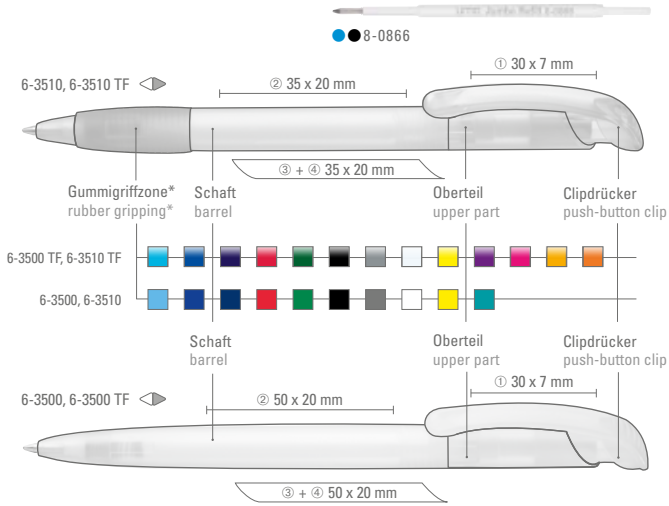 8-0866
① 30 x 7 mm
6-3510, 6-3510 TF
② 35 x 20 mm
③ + ④ 35 x 20 mm
Gummigriffzone* Schaft Oberteil Clipdrücker
rubber gripping* barrel upper part push-button clip
6-3500 TF, 6-3510 TF
6-3500, 6-3510
Schaft Oberteil Clipdrücker
barrel upper part push-button clip
① 30 x 7 mm
6-3500, 6-3500 TF
② 50 x 20 mm
③ + ④ 50 x 20 mm